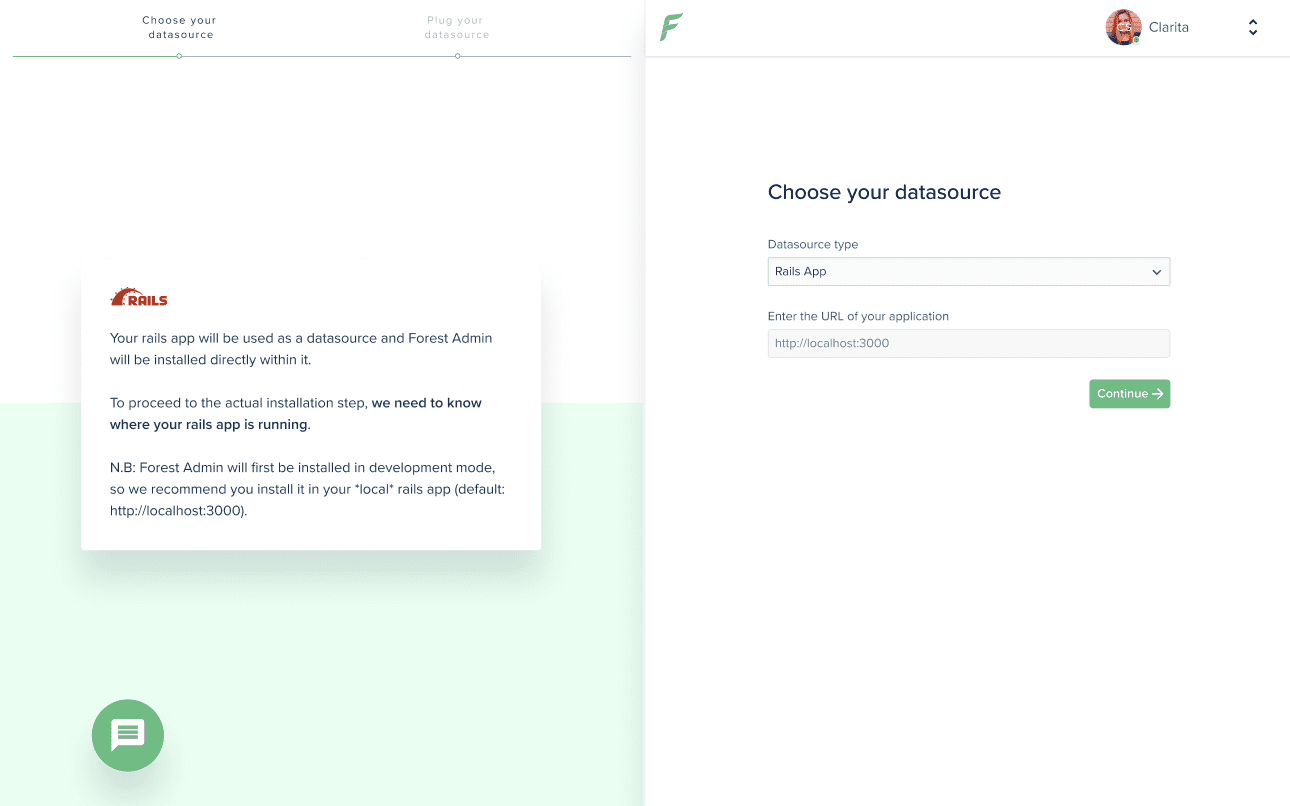 Choose your
datasource
Plug your
datasource
RAILS
Your rails app will be used as a datasource and Forest Admin
will be installed directly within it.
To proceed to the actual installation step, we need to know
where your rails app is running.
N.B: Forest Admin will first be installed in development mode,
so we recommend you install it in your *local* rails app (default:
http://localhost:3000).
Clarita
Choose your datasource
Datasource type
Rails App
Enter the URL of your application
http://localhost:3000
Continue →